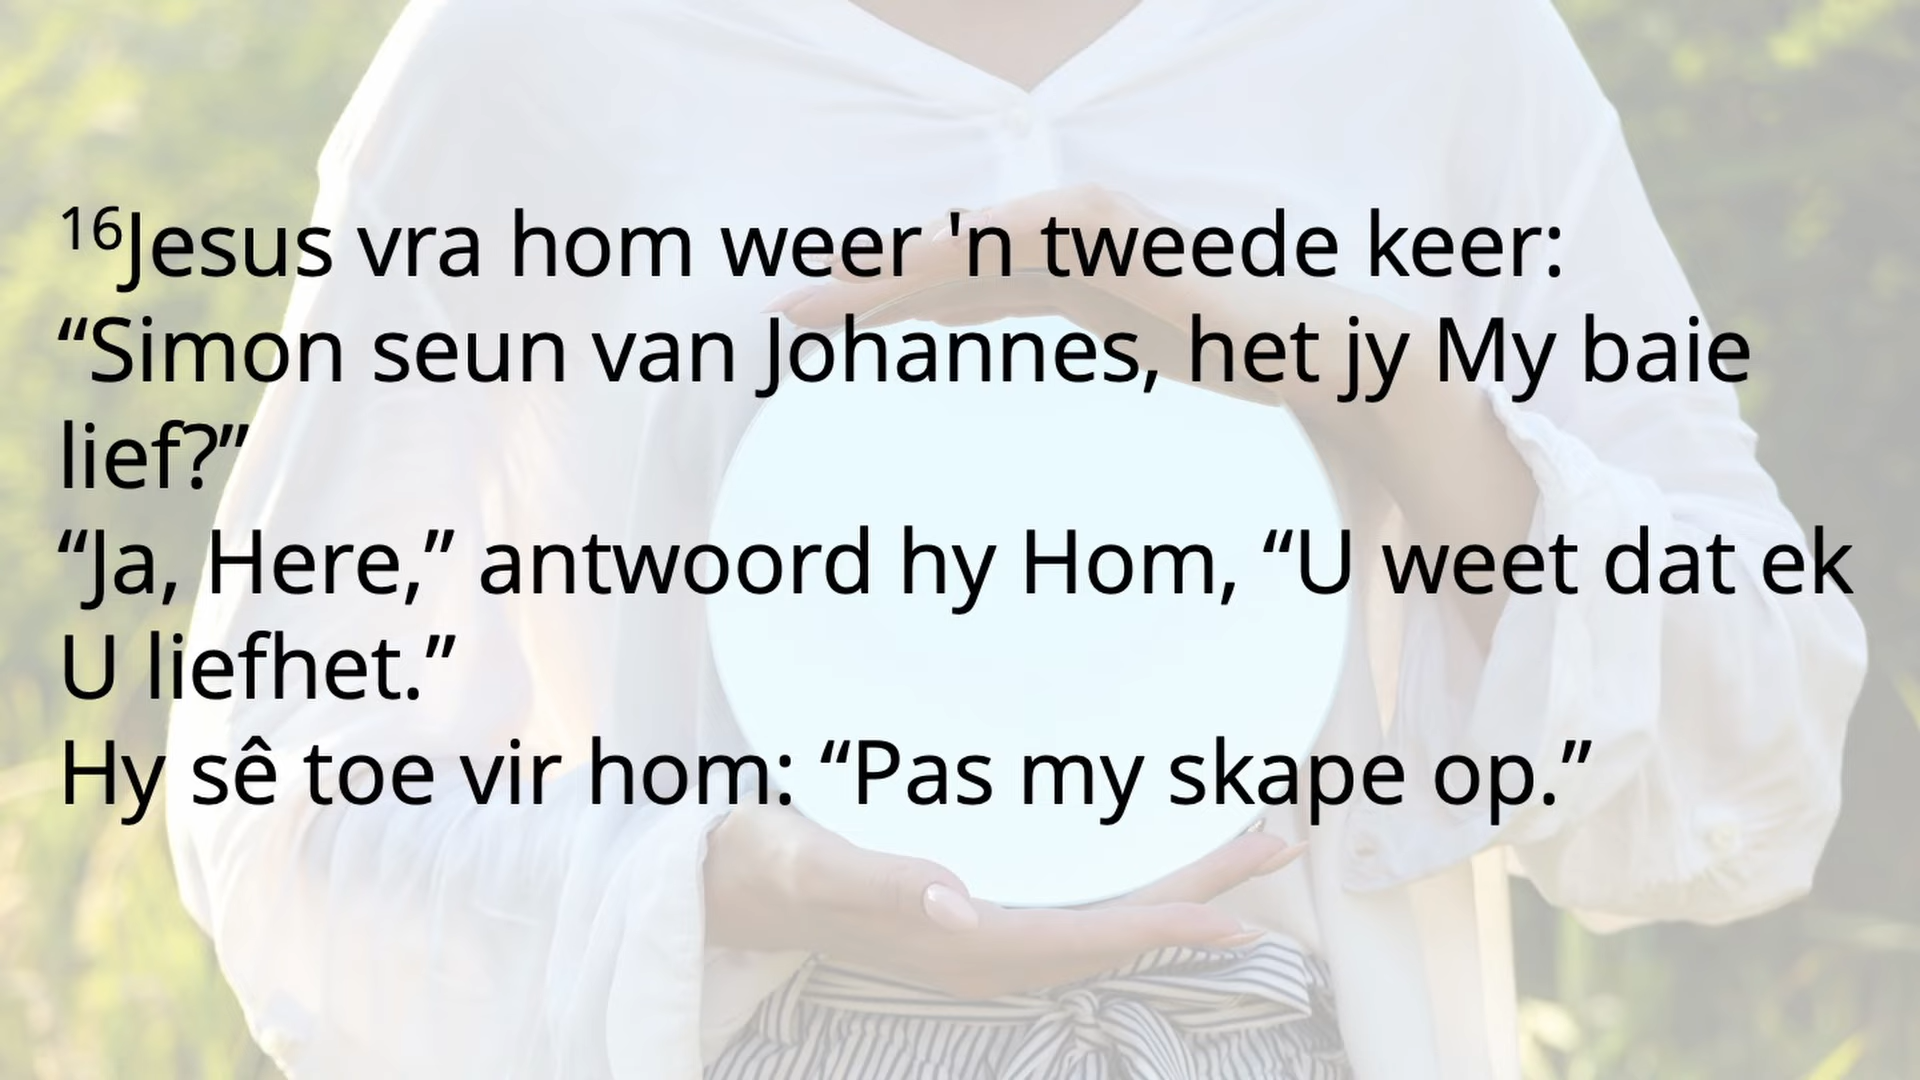 16Jesus vra hom weer 'n tweede keer:
“Simon seun van Johannes, het jy My baie
lief?”
“Ja, Here,” antwoord hy Hom, “U weet dat ek
U liefhet.”
Hy sê toe vir hom: “Pas my skape op.”